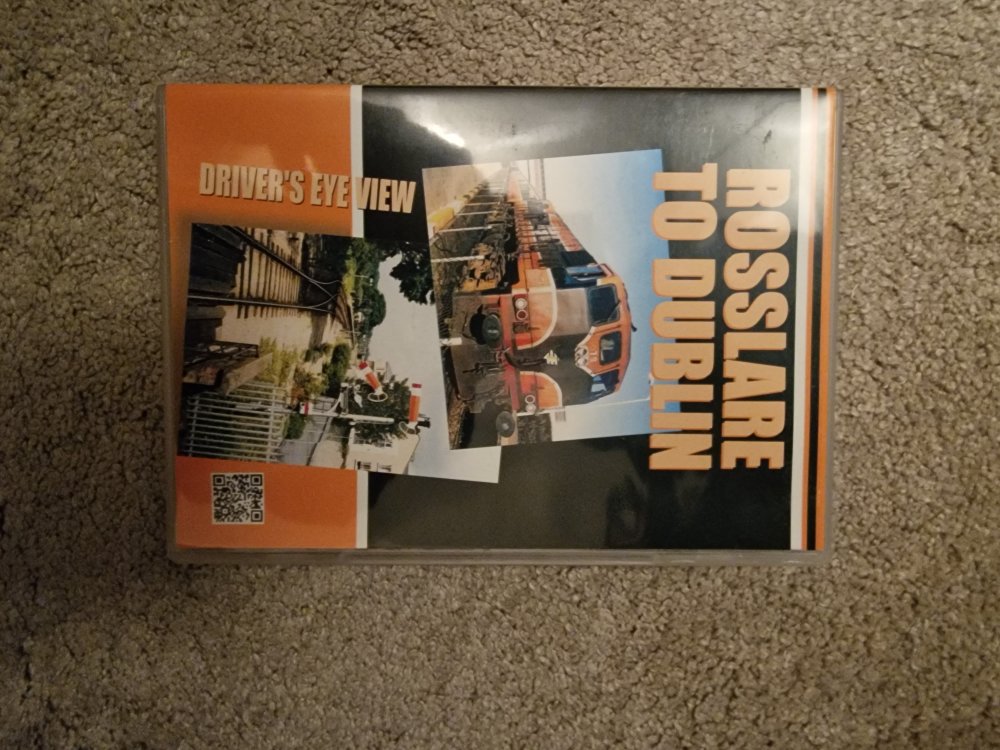 ROSSLARE
TO DUBLIN
DRIVER'S EYE VIEW